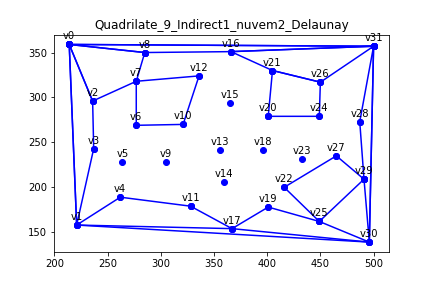 Quadrilate_9_Indirect1_nuvem2_Delaunay
v0
v31
v8
v16
350
v21
v7
v12
v26
300
v2
v15
v20
v24
v6
v10
v28
250
v3
v13
v18
v27
v5
v9
v23
v14
v29
200
v22
v4
v11
v19
v1
v17
v25
150
v30
200
250
300
350
400
450
500